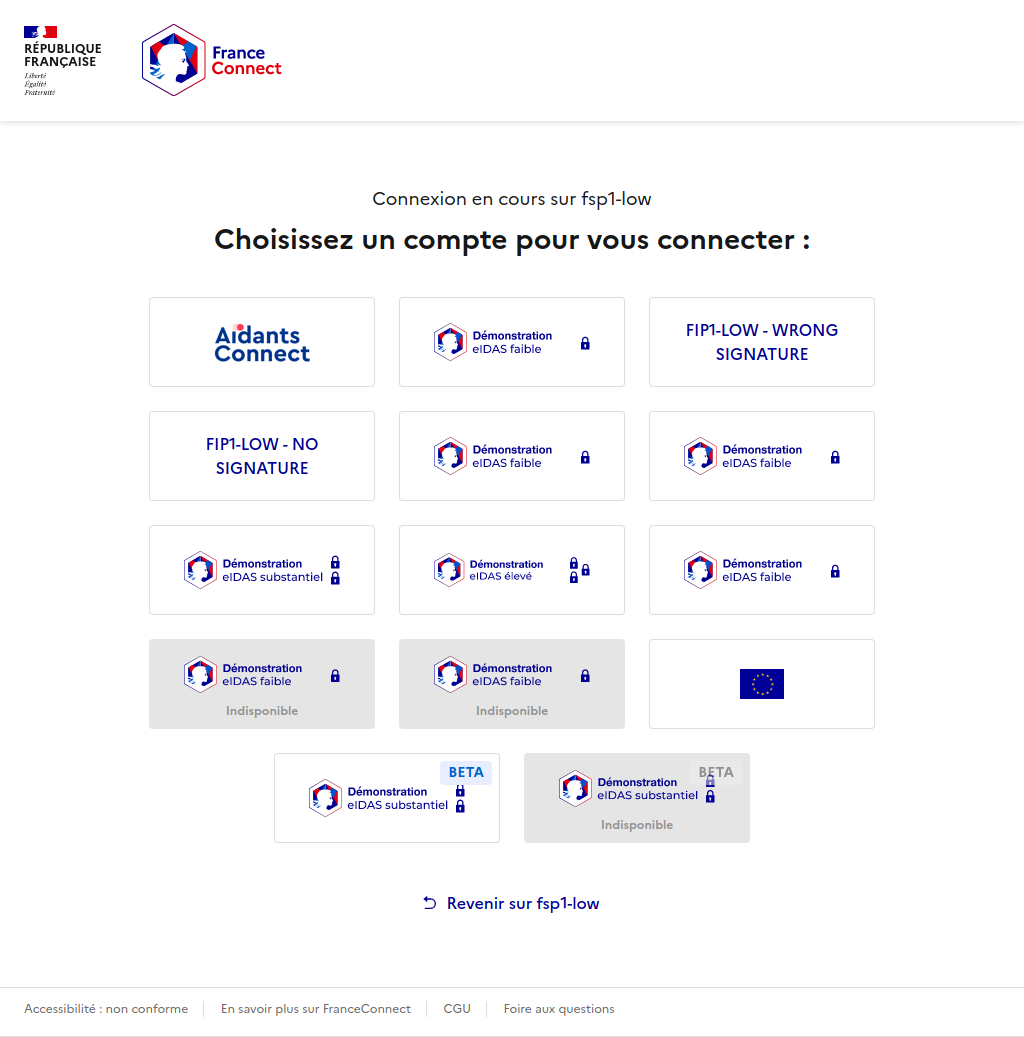 RÉPUBLIQUE
FRANÇAISE
Liberté
Égalité
Fraternité
France
Connect
Connexion en cours sur fsp1-low
Choisissez un compte pour vous connecter :
Aidants
Connect
Démonstration
eIDAS faible
FIP1-LOW - WRONG
SIGNATURE
FIP1-LOW - NO
SIGNATURE
Démonstration
eIDAS faible
Démonstration
eIDAS faible
Démonstration
eIDAS substantiel
Démonstration
eIDAS élevé
Démonstration
eIDAS faible
Démonstration
eIDAS faible
Indisponible
Démonstration
eIDAS faible
Indisponible
BETA
Démonstration
eIDAS substantiel
BETA
Démonstration
eIDAS substantiel
Indisponible
Revenir sur fsp1-low
Accessibilité : non conforme
En savoir plus sur FranceConnect
CGU
Foire aux questions